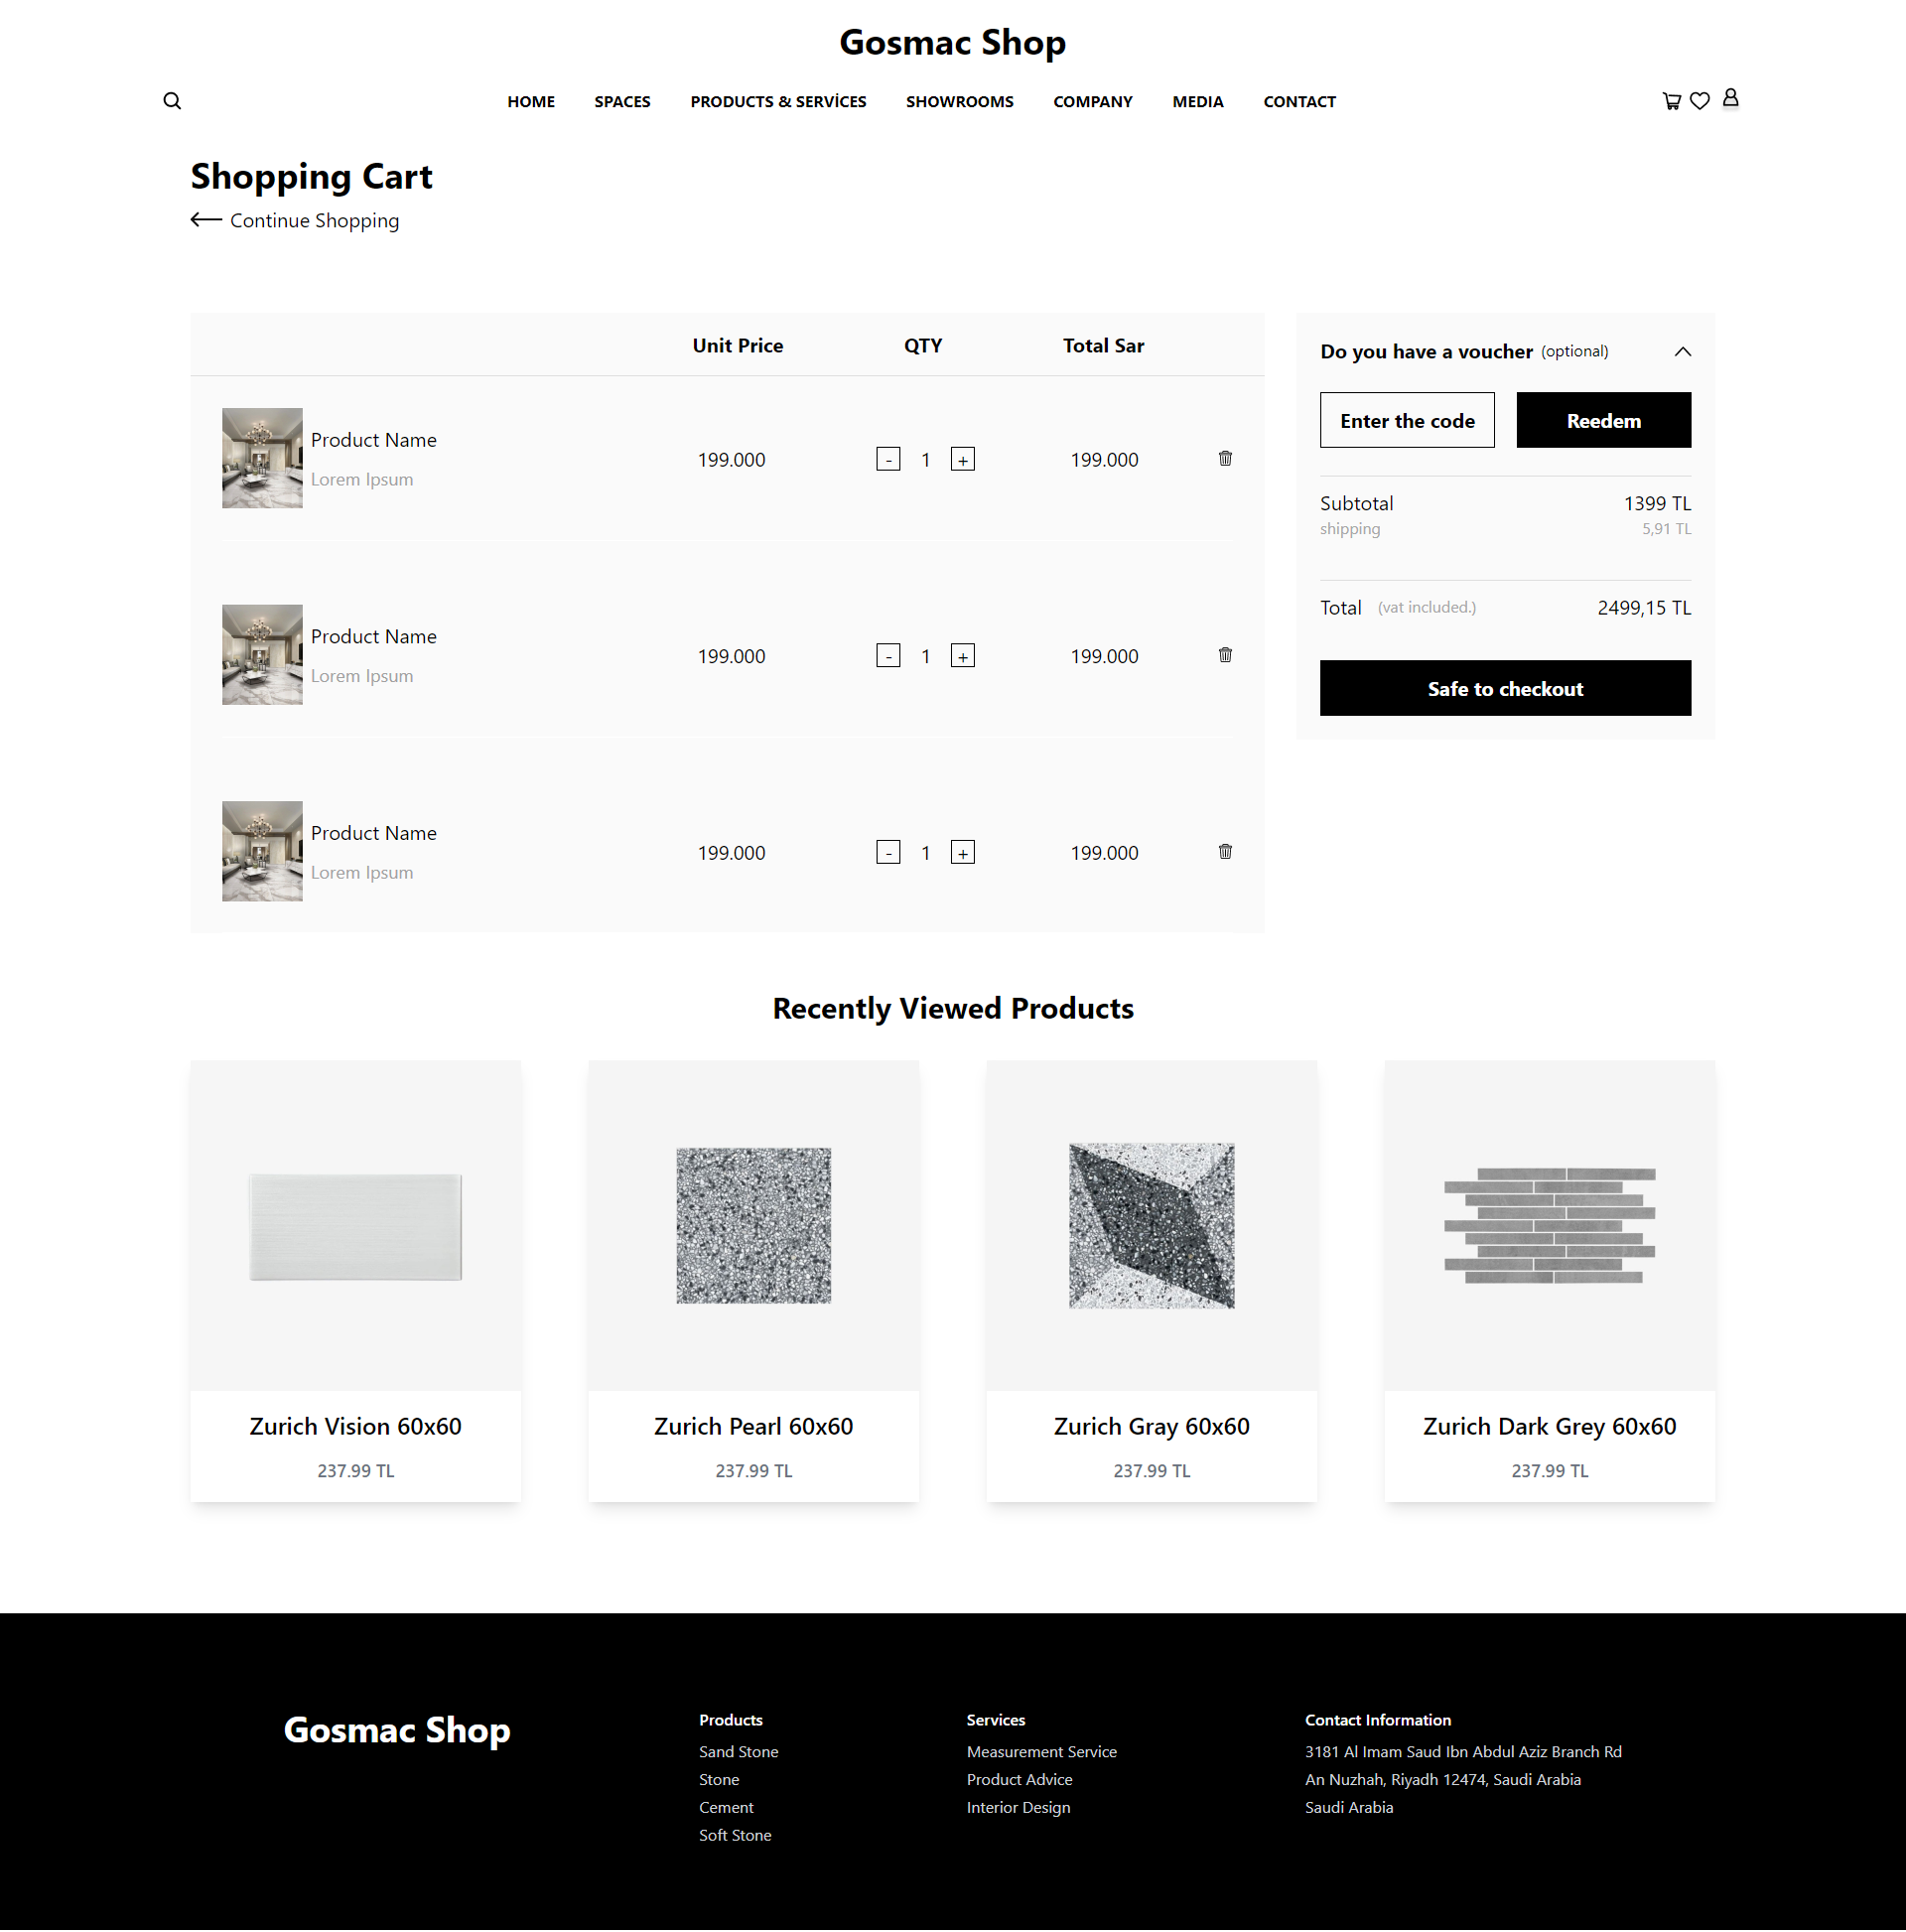 Gosmac Shop
HOME SPACES PRODUCTS & SERVİCES SHOWROOMS COMPANY MEDIA CONTACT
Shopping Cart
Continue Shopping
Unit Price QTY Total Sar
Product Name
Lorem Ipsum
199.000 - 1 + 199.000
Product Name
Lorem Ipsum
199.000 - 1 + 199.000
Product Name
Lorem Ipsum
199.000 - 1 + 199.000
Do you have a voucher (optional)
Enter the code Reedem
Subtotal 1399 TL
shipping 5,91 TL
Total (vat included.) 2499,15 TL
Safe to checkout
Recently Viewed Products
Zurich Vision 60x60
237.99 TL
Zurich Pearl 60x60
237.99 TL
Zurich Gray 60x60
237.99 TL
Zurich Dark Grey 60x60
237.99 TL
Gosmac Shop
Products
Sand Stone
Stone
Cement
Soft Stone
Services
Measurement Service
Product Advice
Interior Design
Contact Information
3181 Al Imam Saud Ibn Abdul Aziz Branch Rd
An Nuzhah, Riyadh 12474, Saudi Arabia
Saudi Arabia